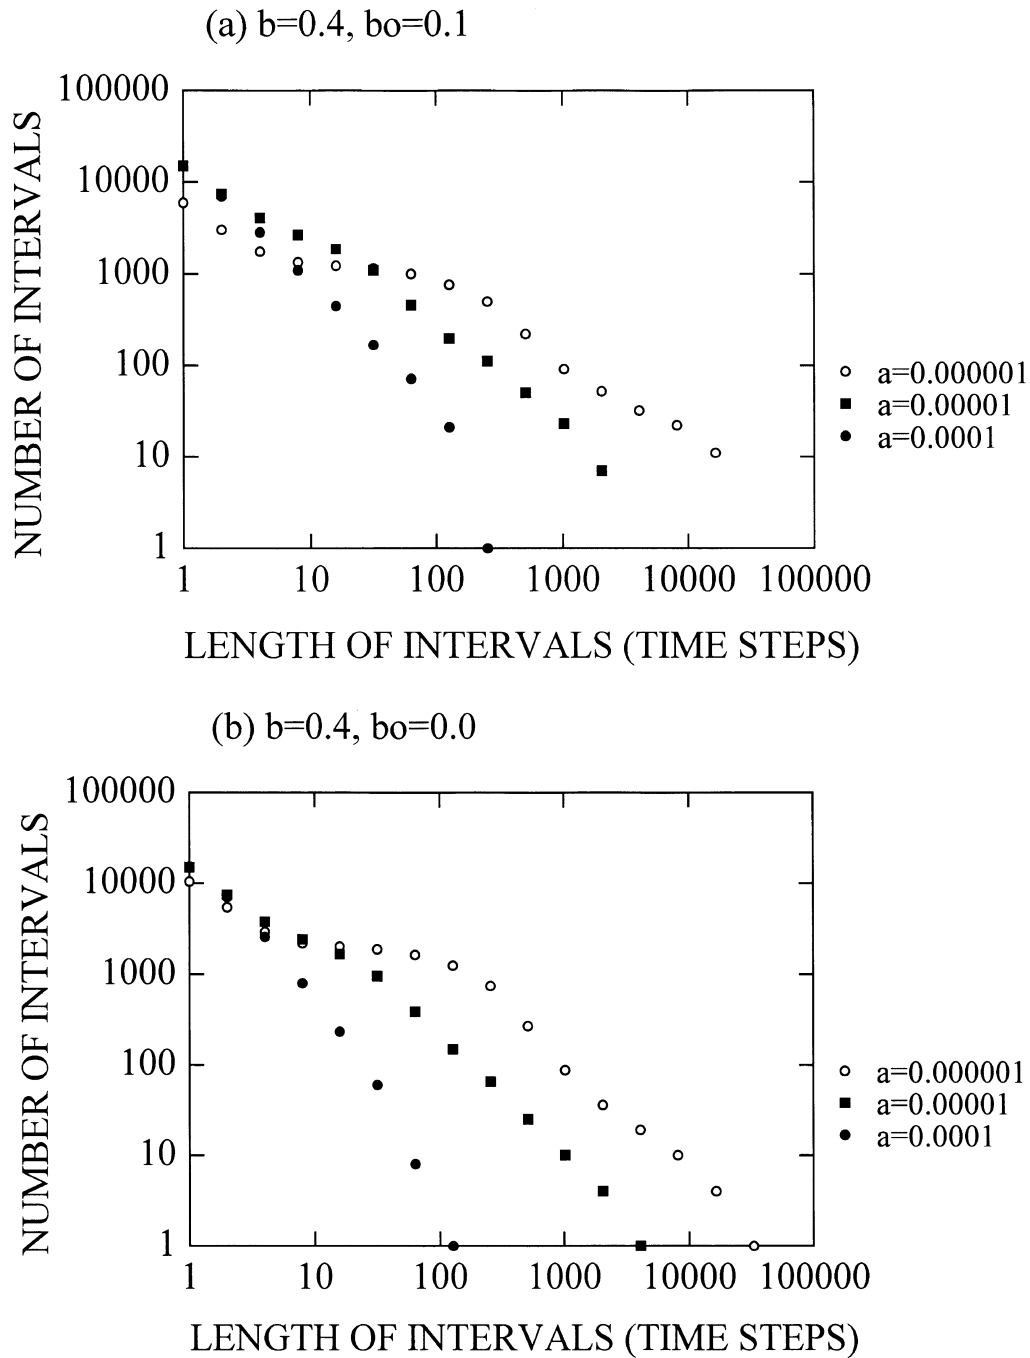 (a) b=0.4, bo=0.1
NUMBER OF INTERVALS
100000
10000
1000
100
10
1
1 10 100 1000 10000 100000
LENGTH OF INTERVALS (TIME STEPS)
a=0.000001
a=0.00001
a=0.0001
(b) b=0.4, bo=0.0
NUMBER OF INTERVALS
100000
10000
1000
100
10
1
1 10 100 1000 10000 100000
LENGTH OF INTERVALS (TIME STEPS)
a=0.000001
a=0.00001
a=0.0001